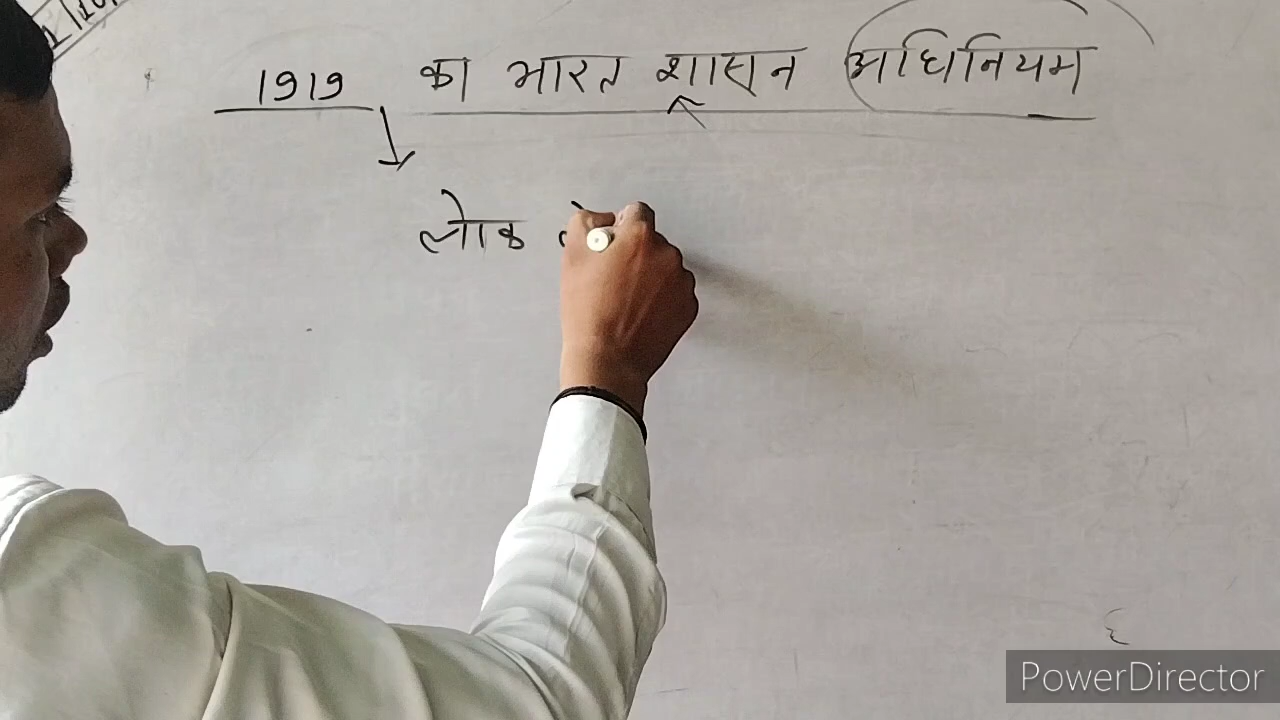 1919 का भारत शासन अधिनियम
लोक
PowerDirector